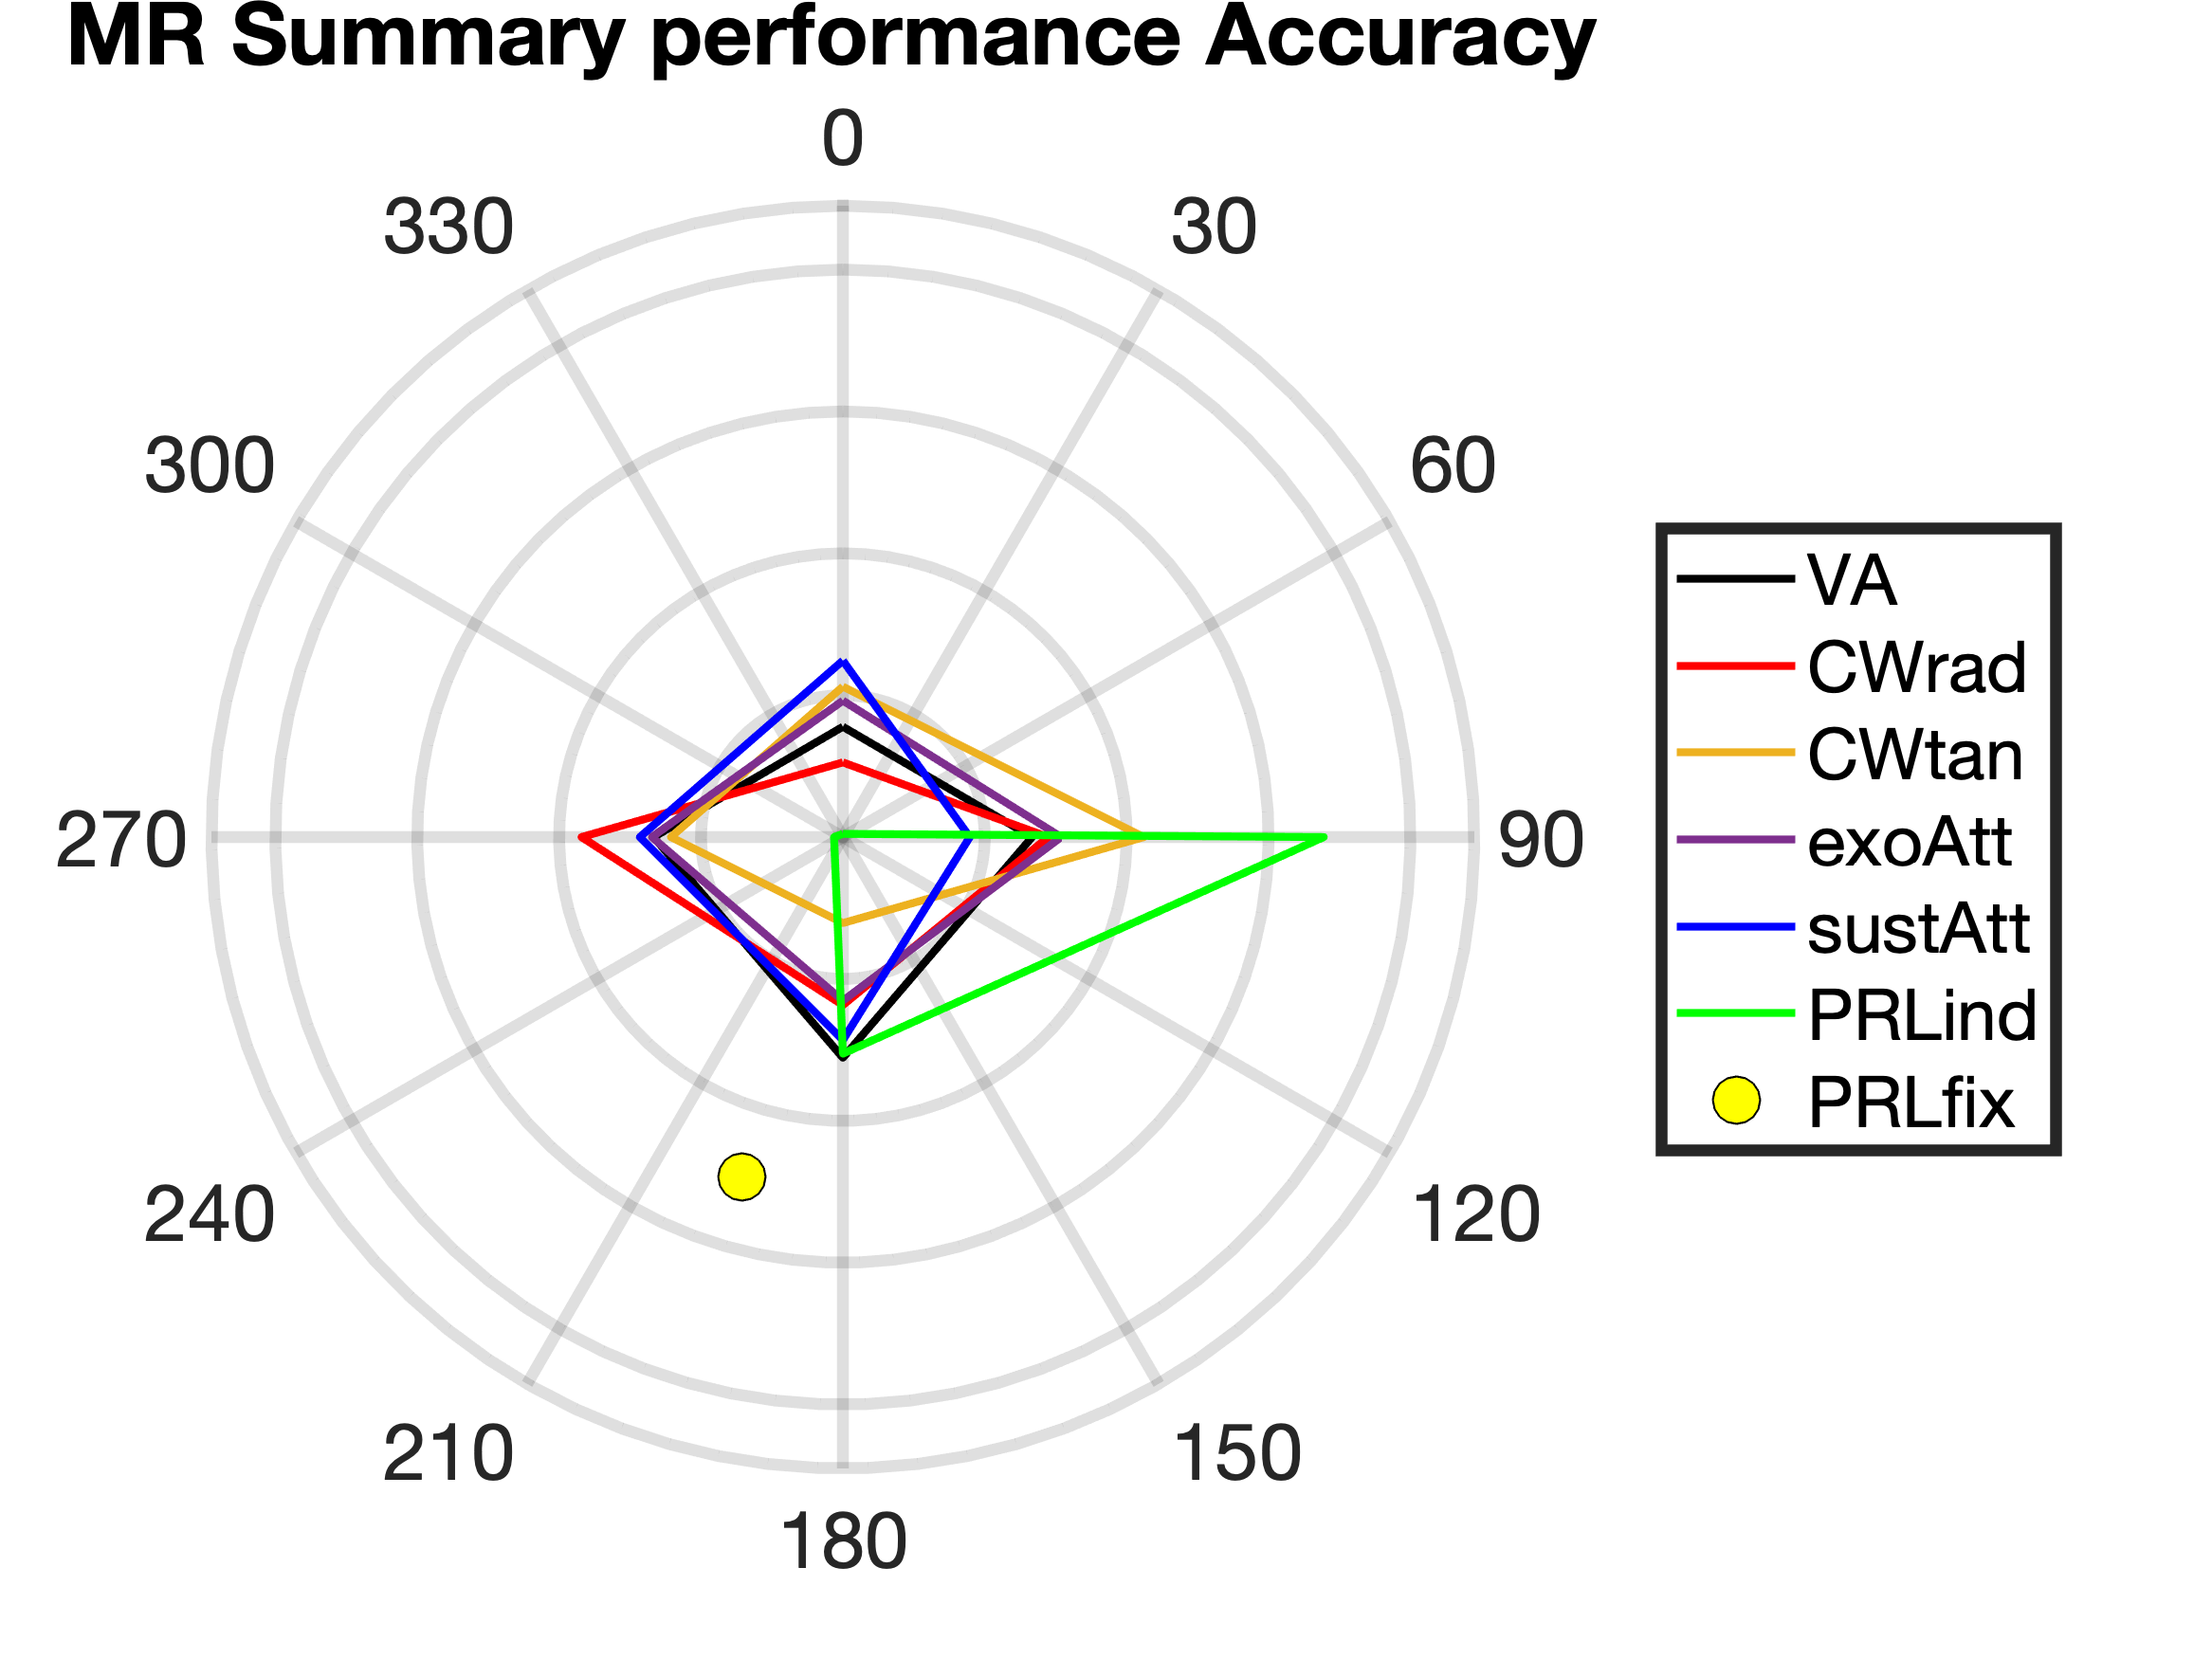 MR Summary performance Accuracy
0
330
30
300
60
270
90
240
120
210
150
180
VA
CWrad
CWtan
exoAtt
sustAtt
PRLind
PRLfix